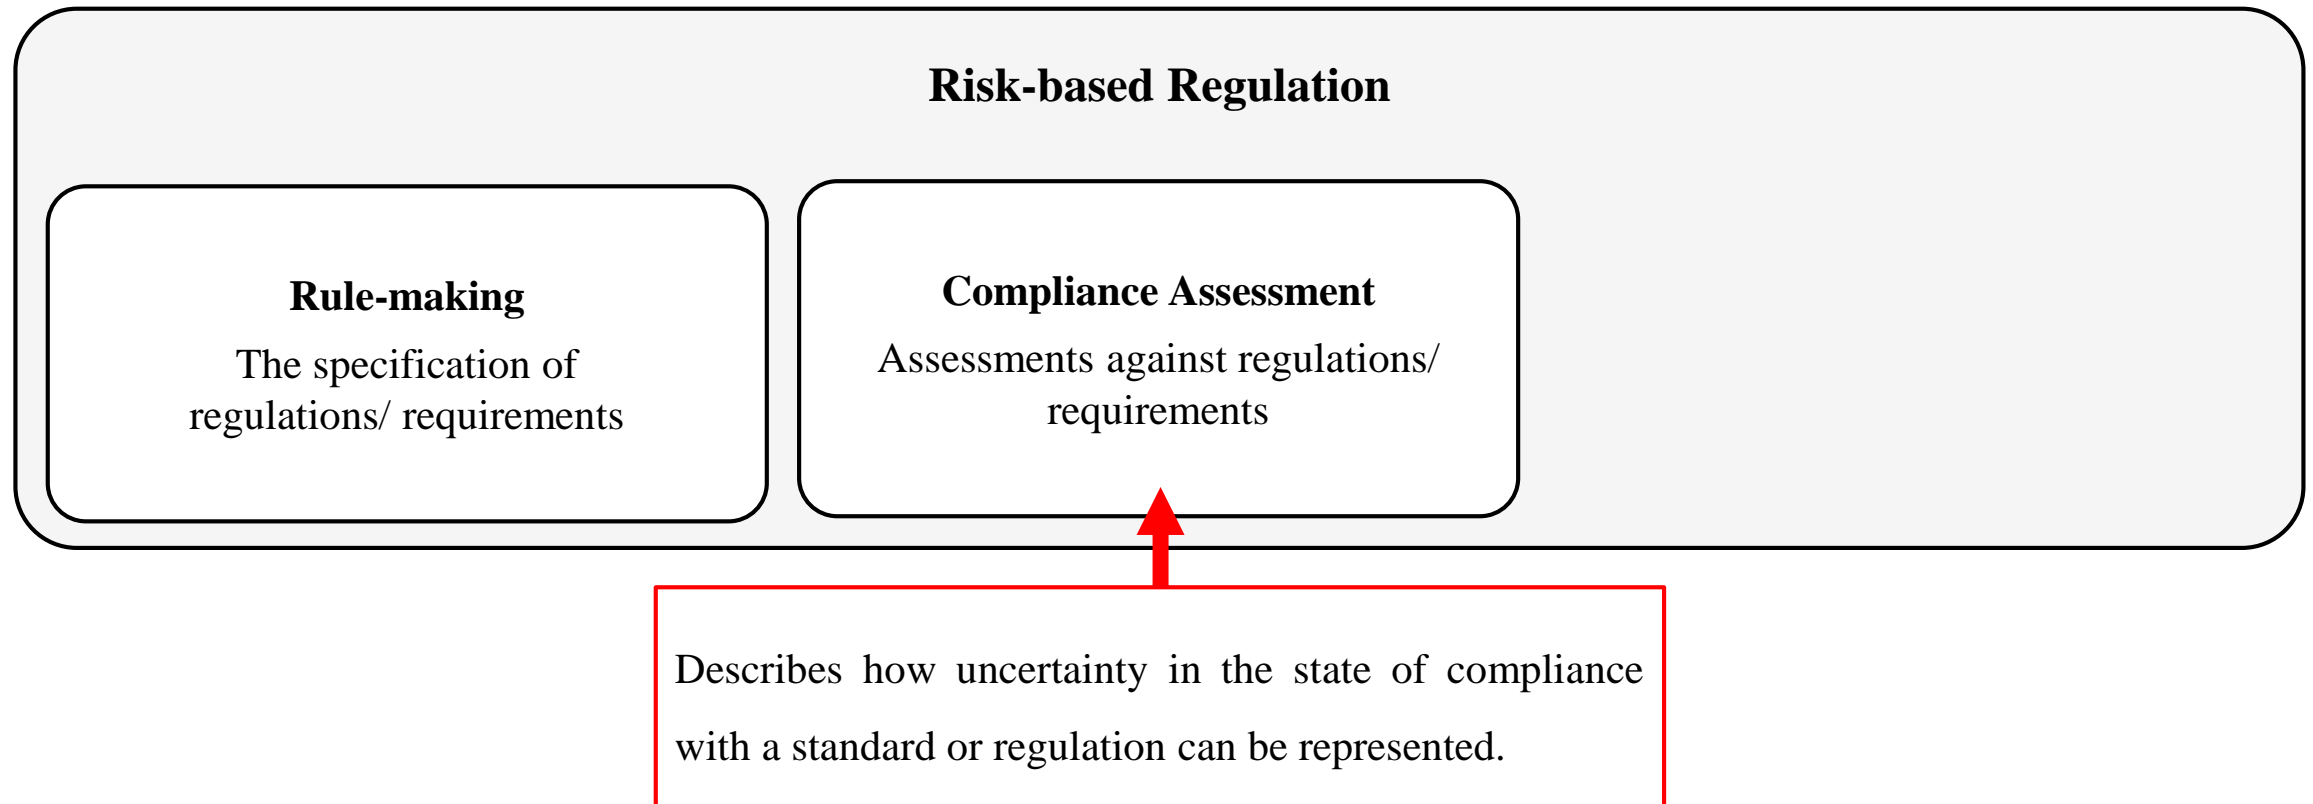 Risk-based Regulation
Rule-making
The specification of
regulations/ requirements
Compliance Assessment
Assessments against regulations/
requirements
Describes how uncertainty in the state of compliance
with a standard or regulation can be represented.